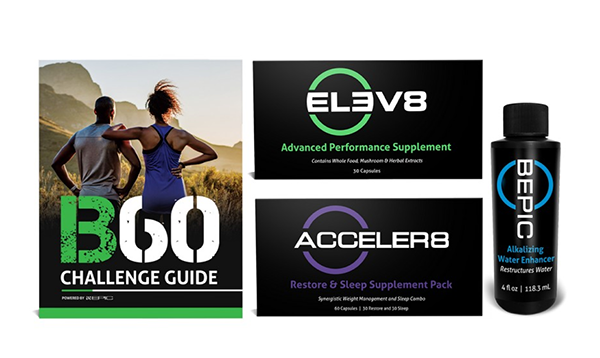 B60
CHALLENGE GUIDE
POWERED BY BEPIC
ELEV8
Advanced Performance Supplement
Contains Whole Food, Mushroom & Herbal Extracts
30 Capsules
ACCELER8
Restore & Sleep Supplement Pack
Synergistic Weight Management and Sleep Combo
60 Capsules | 30 Restore and 30 Sleep
BEPIC
Alkalizing
Water Enhancer
Restructures Water
4 fl oz | 118.3 mL